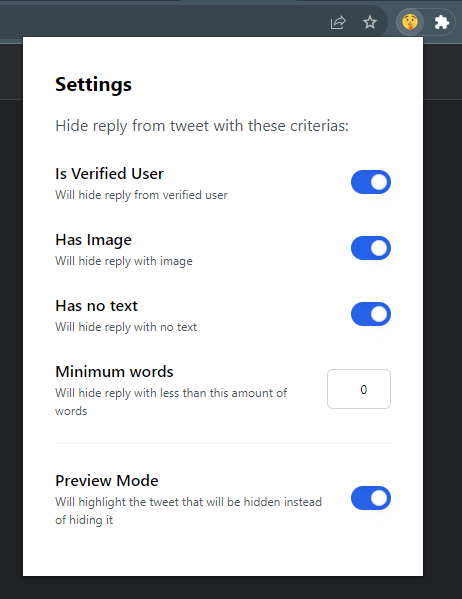 Settings
Hide reply from tweet with these criterias:
Is Verified User
Will hide reply from verified user
Has Image
Will hide reply with image
Has no text
Will hide reply with no text
Minimum words
Will hide reply with less than this amount of
words
0
Preview Mode
Will highlight the tweet that will be hidden instead
of hiding it